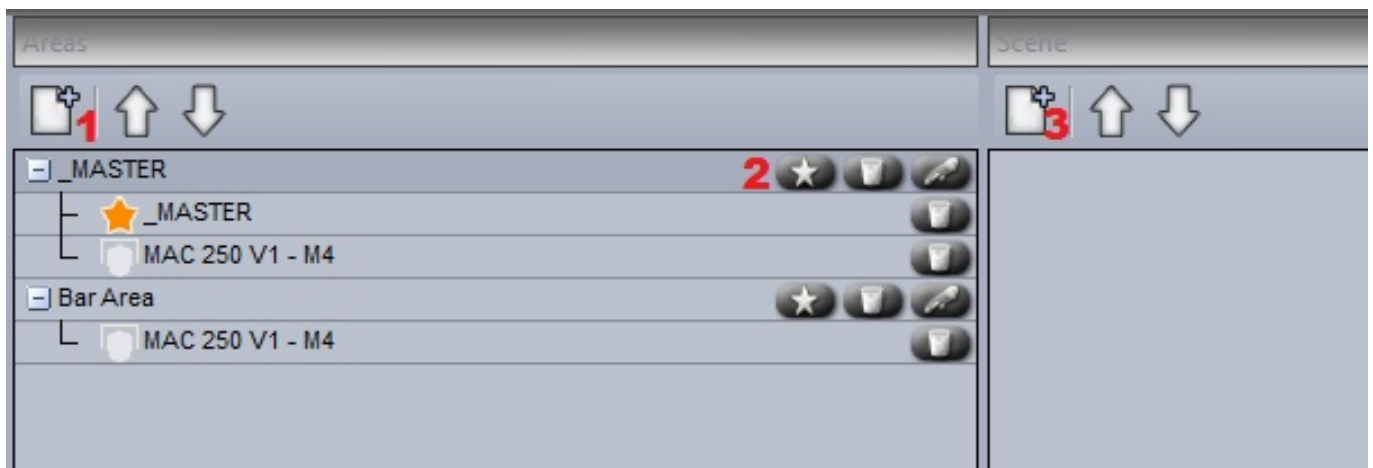 Areas
Scene
1
3
_MASTER
2
_MASTER
MAC 250 V1 - M4
Bar Area
MAC 250 V1 - M4